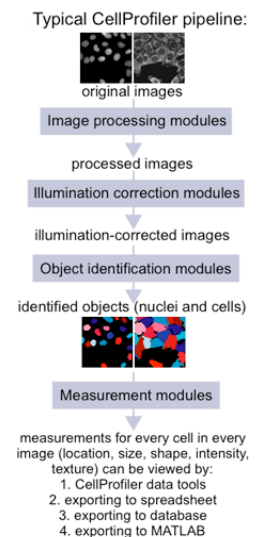 Typical CellProfiler pipeline:
original images
Image processing modules
processed images
Illumination correction modules
illumination-corrected images
Object identification modules
identified objects (nuclei and cells)
Measurement modules
measurements for every cell in every
image (location, size, shape, intensity,
texture) can be viewed by:
1. CellProfiler data tools
2. exporting to spreadsheet
3. exporting to database
4. exporting to MATLAB